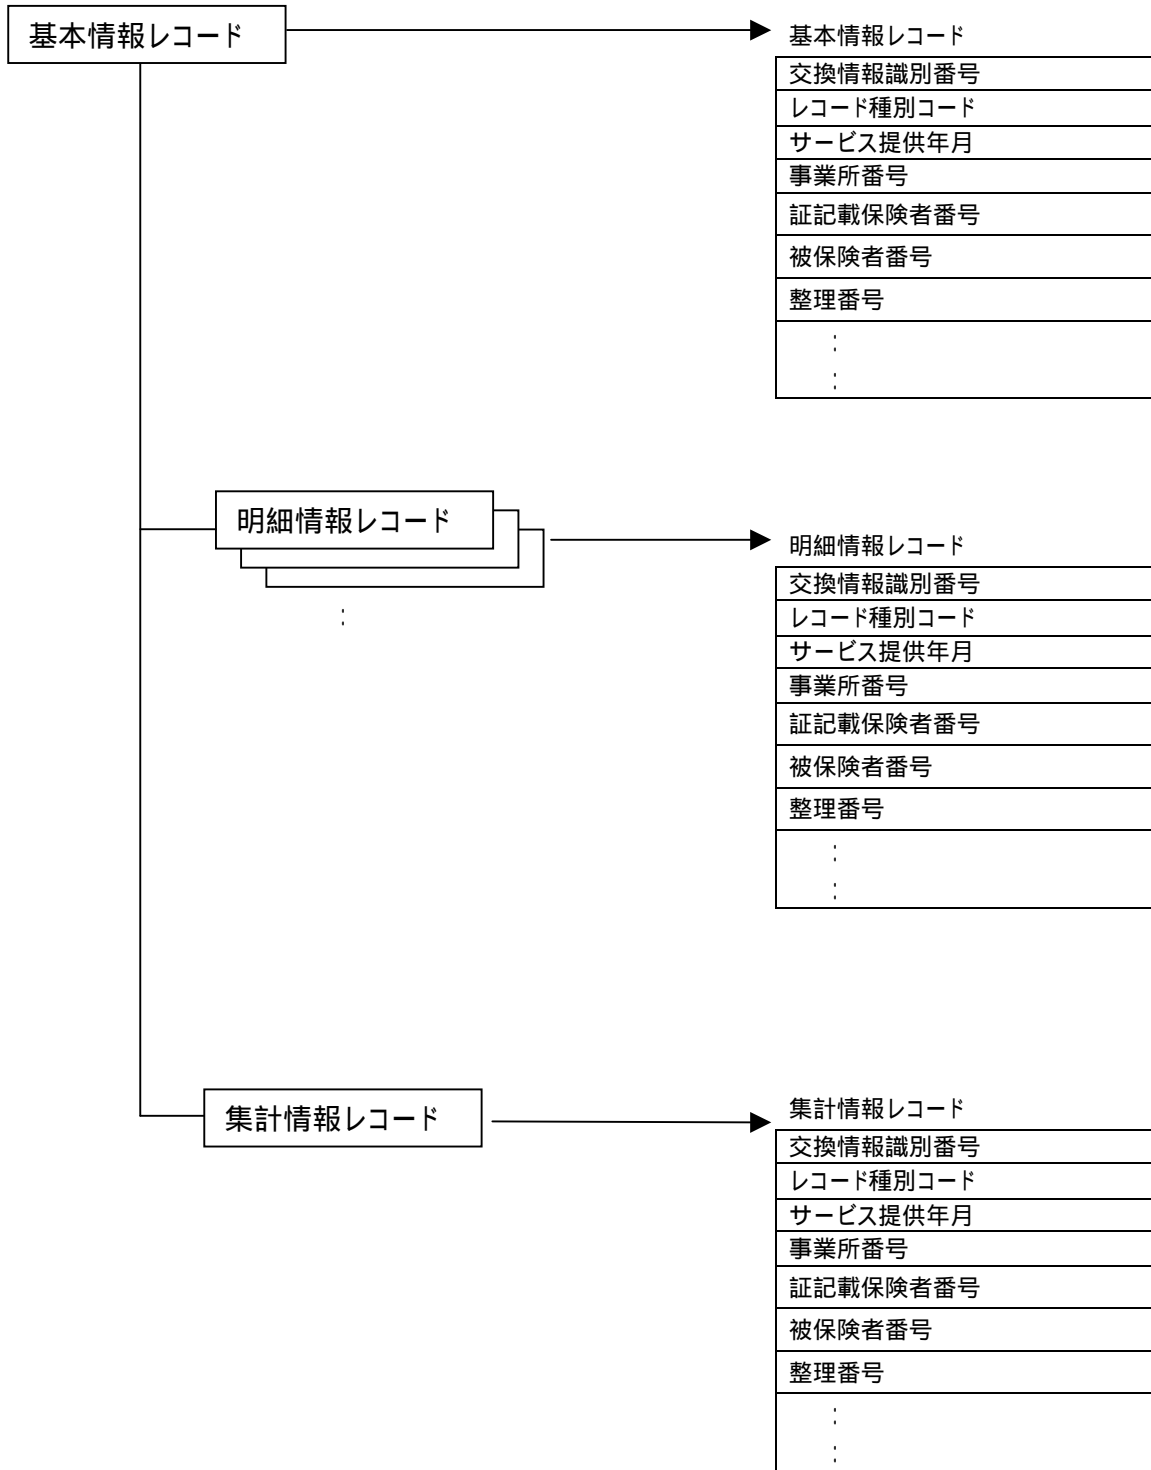 基本情報レコード
基本情報レコード
交換情報識別番号
レコード種別コード
サービス提供年月
事業所番号
証記載保険者番号
被保険者番号
整理番号
:
:
明細情報レコード
:
明細情報レコード
交換情報識別番号
レコード種別コード
サービス提供年月
事業所番号
証記載保険者番号
被保険者番号
整理番号
:
:
集計情報レコード
集計情報レコード
交換情報識別番号
レコード種別コード
サービス提供年月
事業所番号
証記載保険者番号
被保険者番号
整理番号
:
: